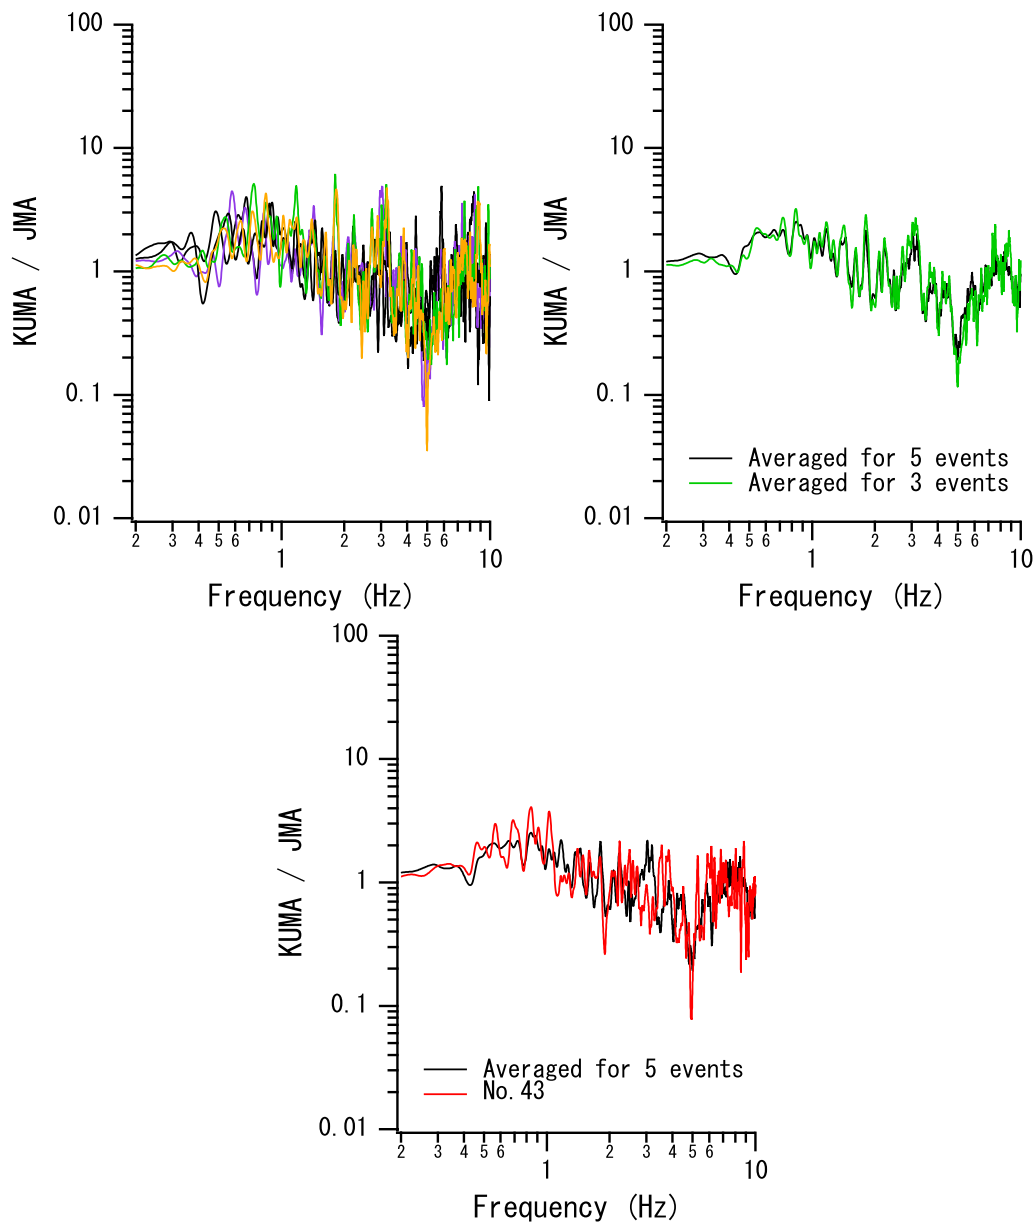 100
10
1
0.1
0.01
KUMA / JMA
2 3 4 5 6 1 2 3 4 5 6 10
Frequency (Hz)
100
10
1
0.1
0.01
KUMA / JMA
Averaged for 5 events
Averaged for 3 events
2 3 4 5 6 1 2 3 4 5 6 10
Frequency (Hz)
100
10
1
0.1
0.01
KUMA / JMA
Averaged for 5 events
No.43
2 3 4 5 6 1 2 3 4 5 6 10
Frequency (Hz)